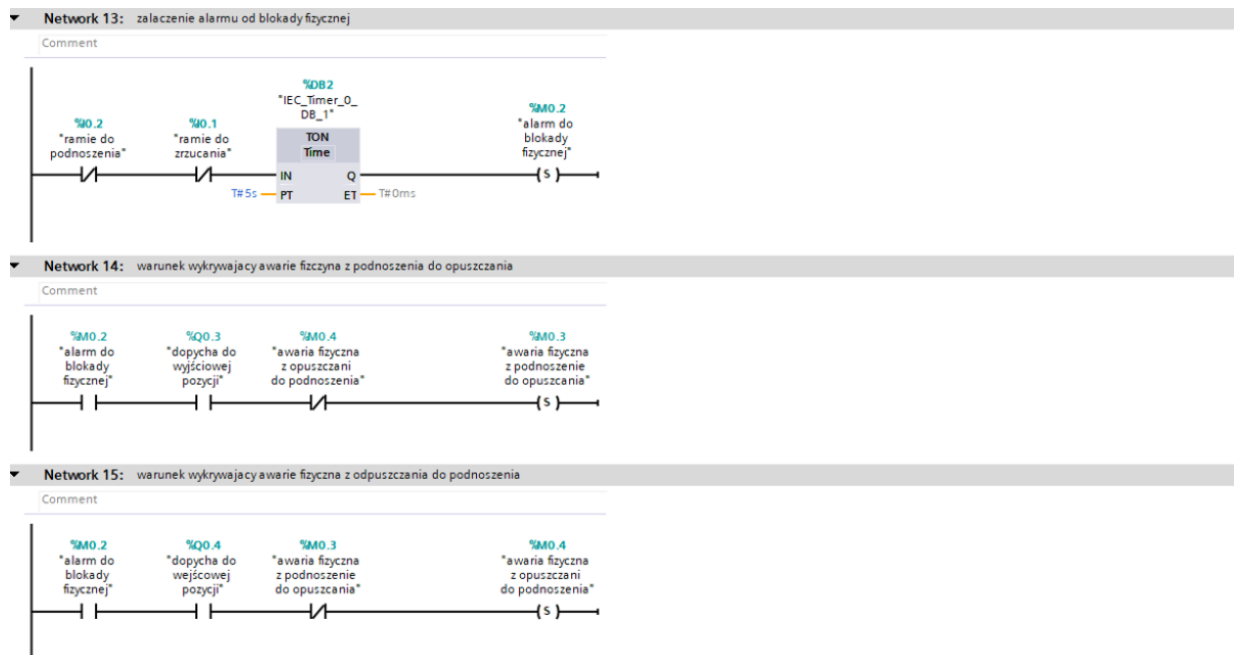 Network 13: zalaczenie alarmu od blokady fizycznej
Comment
%DB2
"IEC_Timer_0_
DB_1"
%M0.2
"alarm do
blokady
fizycznej"
%I0.2
"ramie do
podnoszenia"
%I0.1
"ramie do
zrzucania"
TON
Time
IN
Q
S
T#5s
PT
ET
T#0ms
Network 14: warunek wykrywajacy awarie fizczyna z podnoszenia do opuszczania
Comment
%M0.2
"alarm do
blokady
fizycznej"
%Q0.3
"dopycha do
wyjściowej
pozycji"
%M0.4
"awaria fizyczna
z opuszczani
do podnoszenia"
%M0.3
"awaria fizyczna
z podnoszenie
do opuszcania"
S
Network 15: warunek wykrywajacy awarie fizyczna z odpuszczania do podnoszenia
Comment
%M0.2
"alarm do
blokady
fizycznej"
%Q0.4
"dopycha do
wejścowej
pozycji"
%M0.3
"awaria fizyczna
z podnoszenie
do opuszcania"
%M0.4
"awaria fizyczna
z opuszczani
do podnoszenia"
S